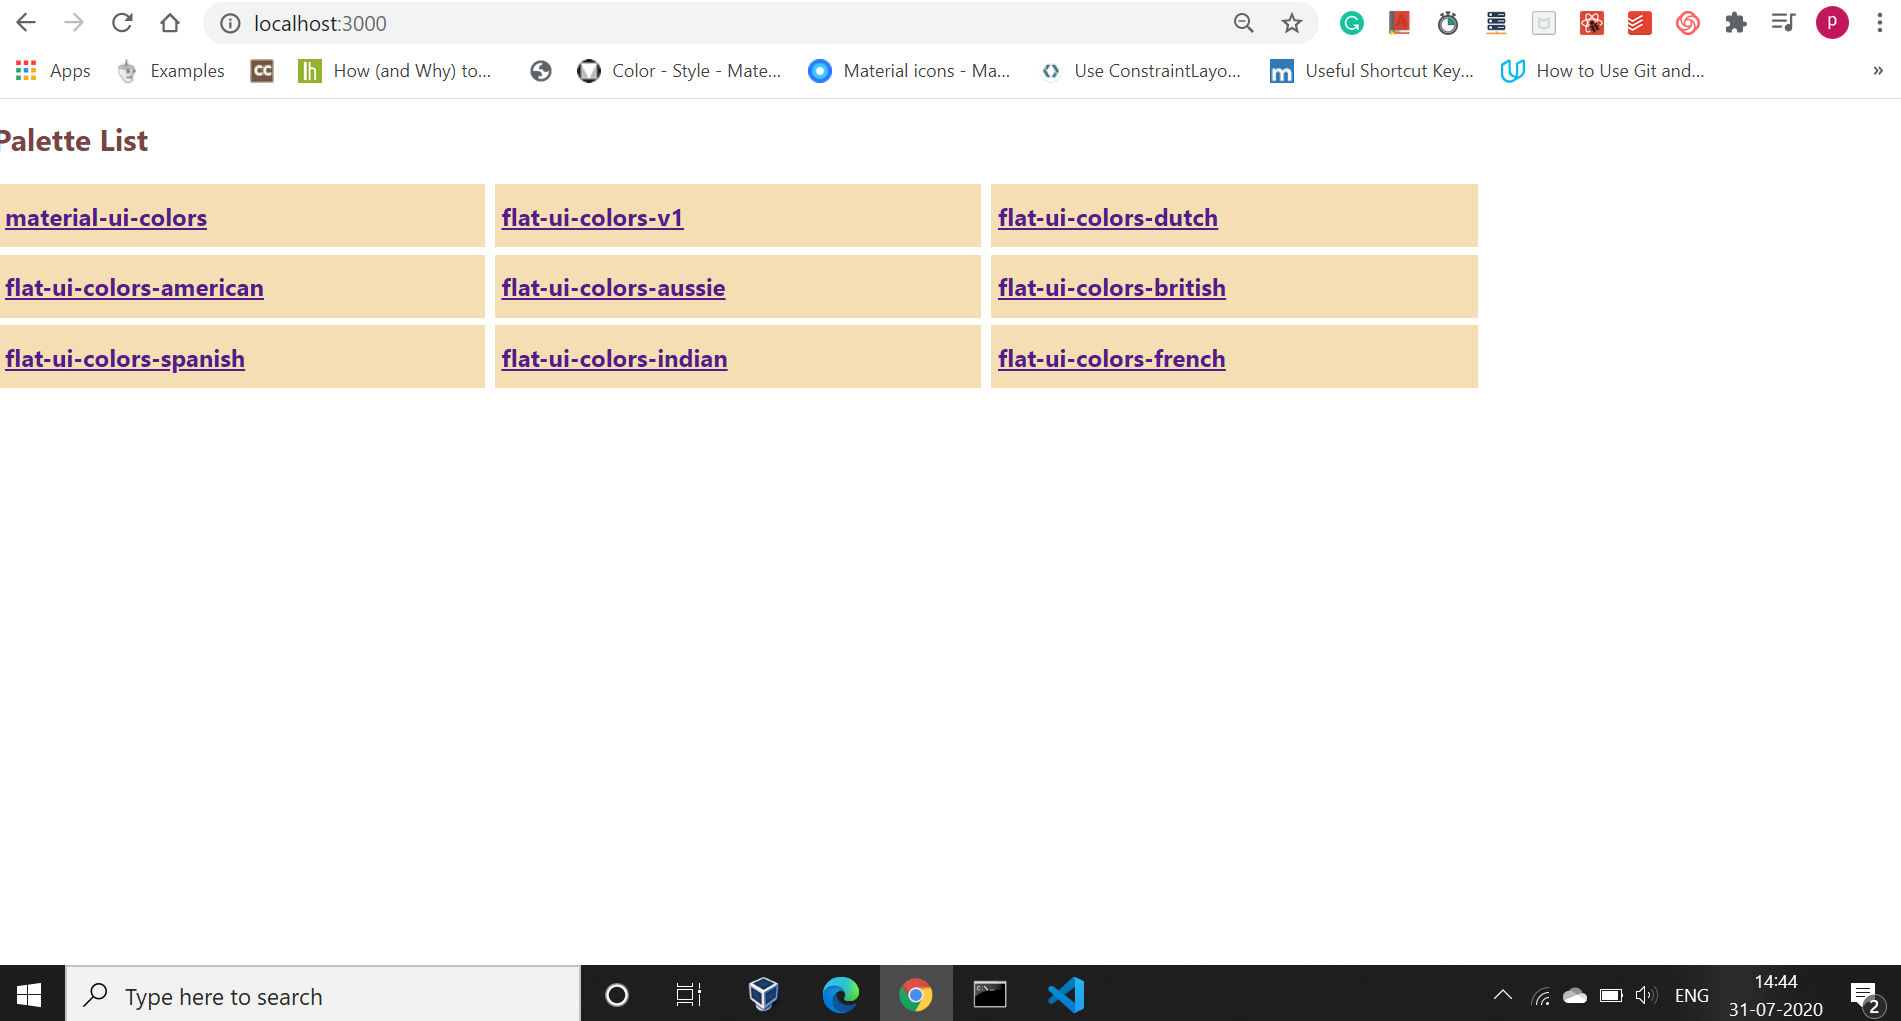 localhost:3000
P
Apps
Examples
CC
lh
How (and Why) to...
Color - Style - Mate...
Material icons - Ma...
Use ConstraintLayo...
m
Useful Shortcut Key...
How to Use Git and...
»
Palette List
material-ui-colors
flat-ui-colors-v1
flat-ui-colors-dutch
flat-ui-colors-american
flat-ui-colors-aussie
flat-ui-colors-british
flat-ui-colors-spanish
flat-ui-colors-indian
flat-ui-colors-french
Type here to search
ENG
14:44
31-07-2020
2